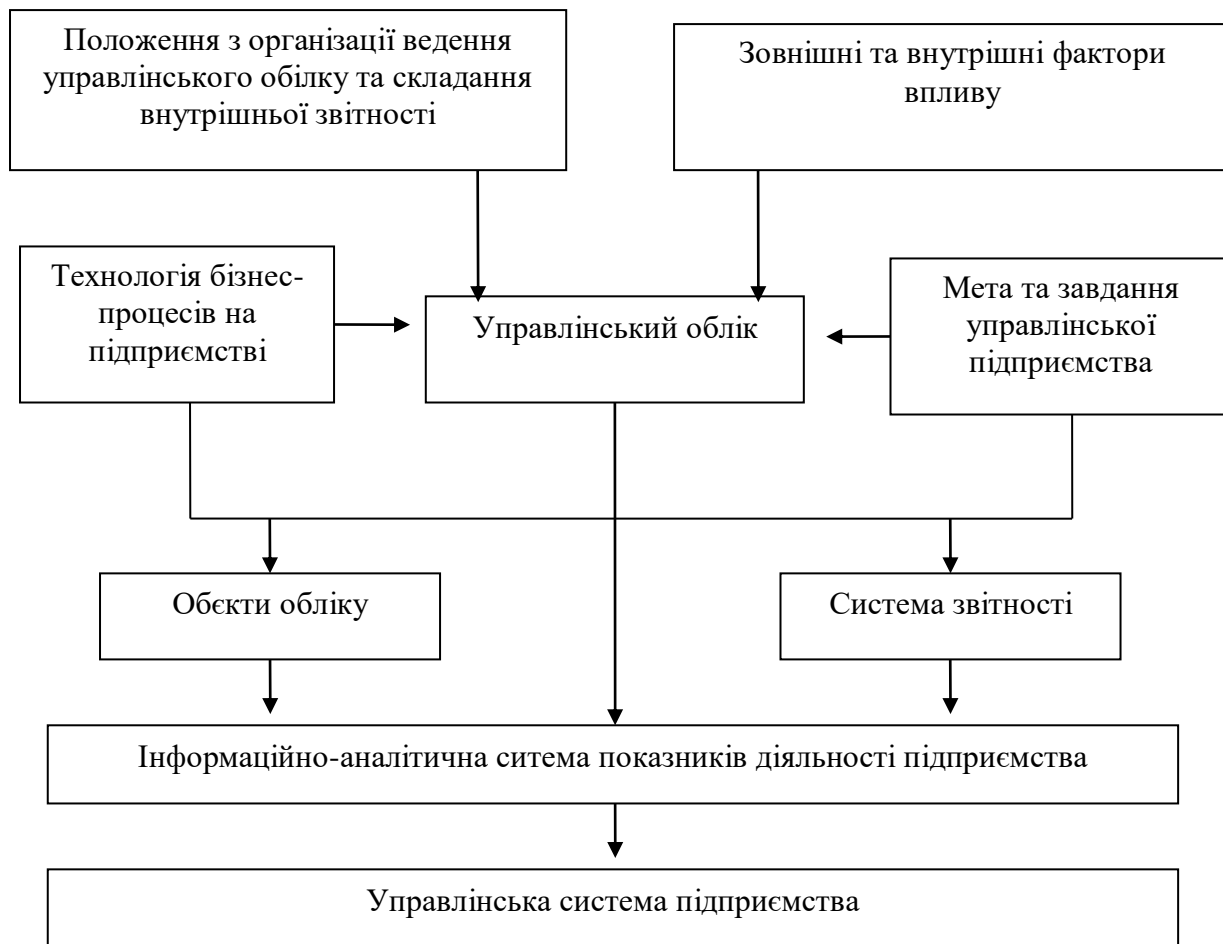 Положення з організації ведення
управлінського обілку та складання
внутрішньої звітності
Зовнішні та внутрішні фактори
впливу
Технологія бізнес-
процесів на
підприємстві
Управлінський облік
Мета та завдання
управлінської
підприємства
Обєкти обліку
Система звітності
Інформаційно-аналітична ситема показників діяльності підприємства
Управлінська система підприємства